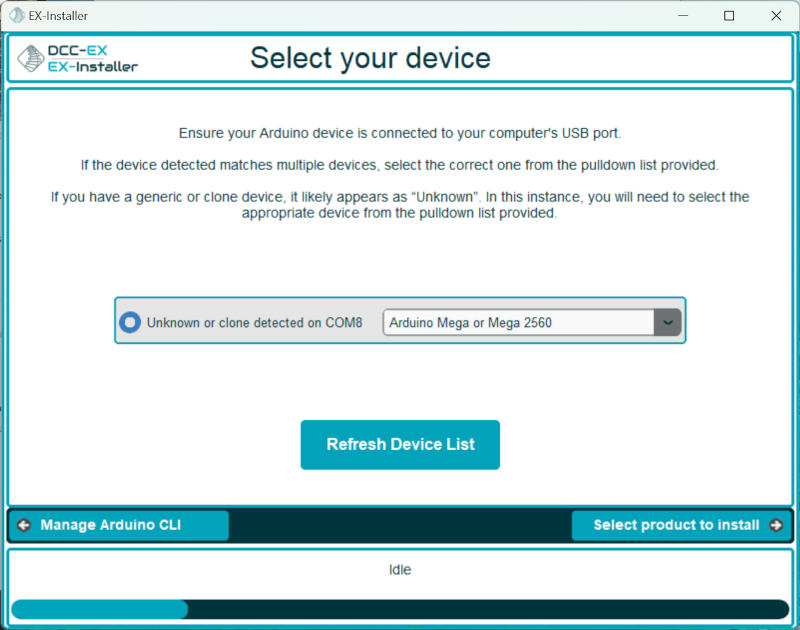 EX-Installer
DCC-EX
EX-Installer
Select your device
Ensure your Arduino device is connected to your computer's USB port.
If the device detected matches multiple devices, select the correct one from the pulldown list provided.
If you have a generic or clone device, it likely appears as “Unknown”. In this instance, you will need to select the
appropriate device from the pulldown list provided.
Unknown or clone detected on COM8
Arduino Mega or Mega 2560
Refresh Device List
Manage Arduino CLI
Select product to install
Idle